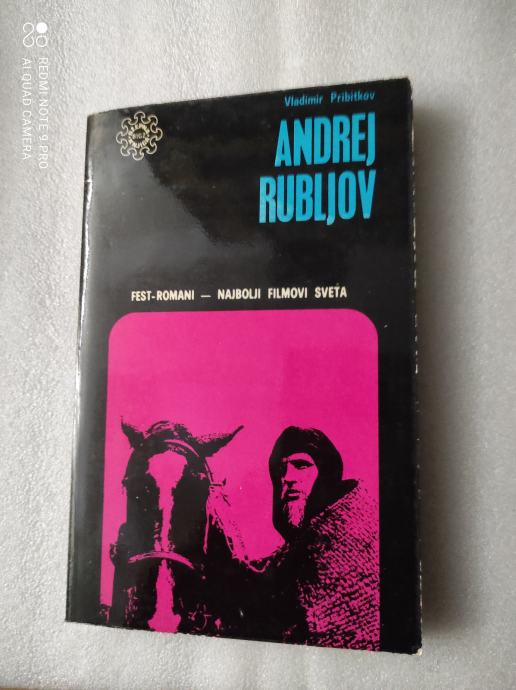 REDMI NOTE 9 PRO
AI QUAD CAMERA
Vladimir Pribitkov
ANDREJ
RUBLJOV
FEST-ROMANI — NAJBOLJI FILMOVI SVETA